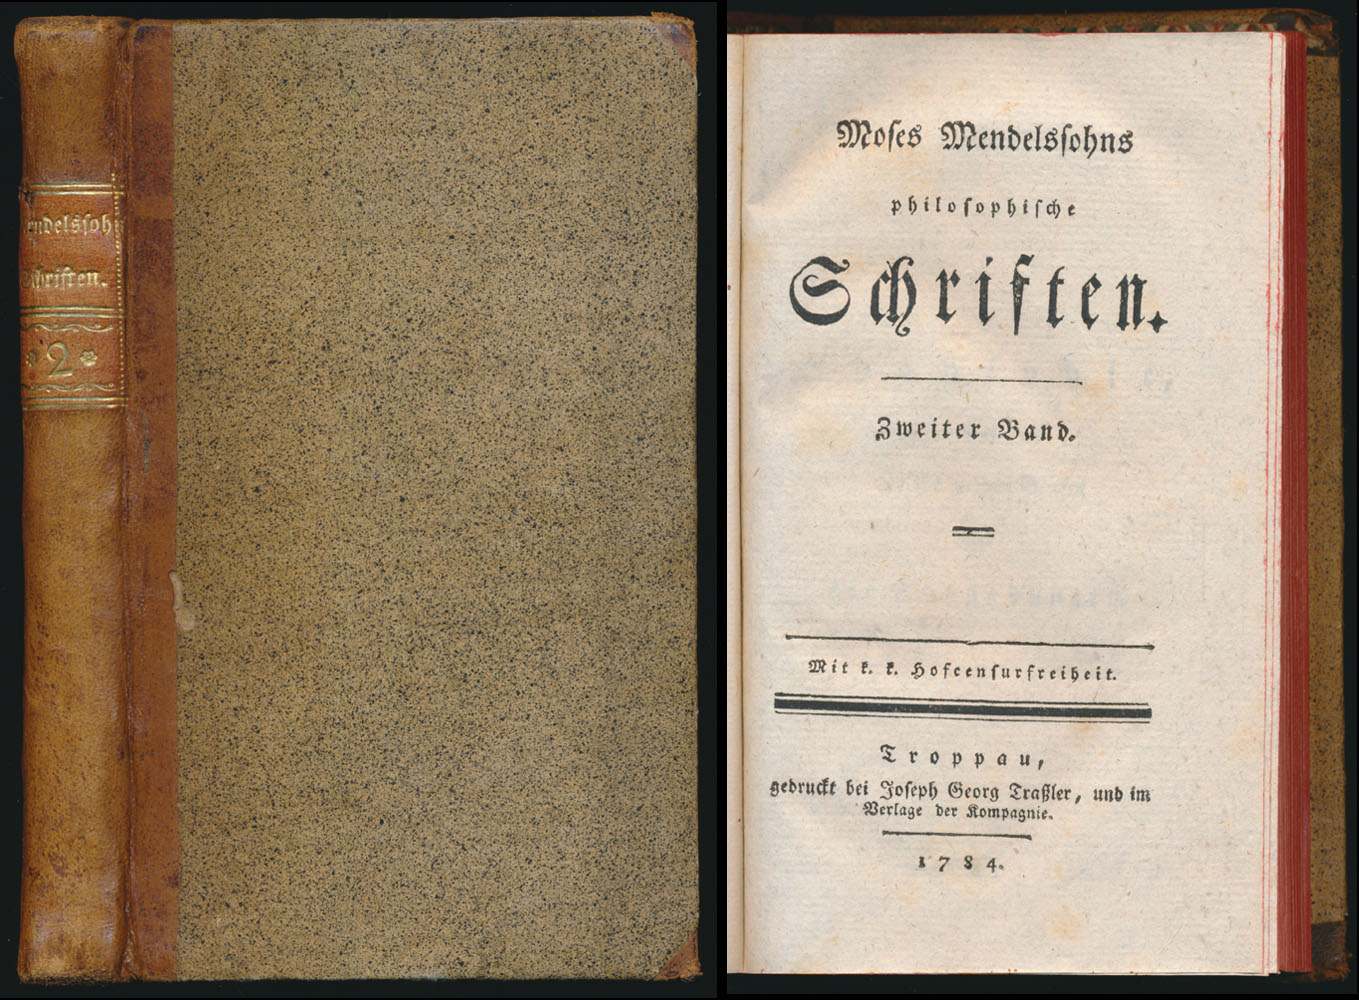 endelssoh
chriften.
2
Moſes Mendelsſohns
philoſophiſche
Schriften.
Zweiter Band.
Mit k. k. Hofcenſurfreiheit.
Troppau,
gedruckt bei Joſeph Georg Traßler, und im
Verlage der Kompagnie.
1784.